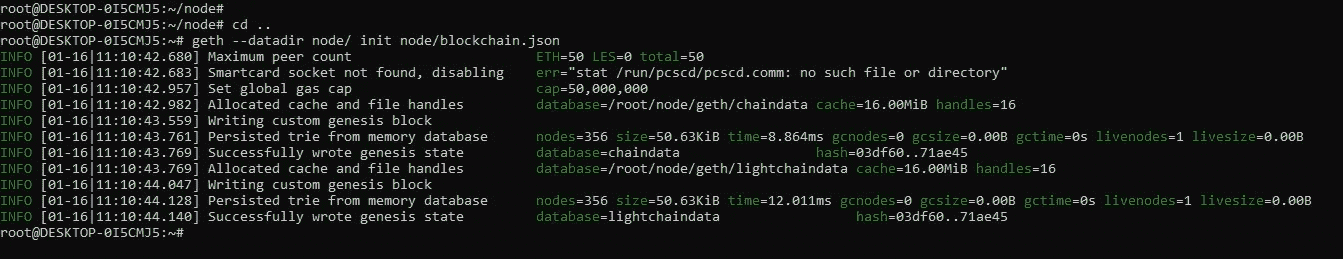 root@DESKTOP-0I5CMJ5:~/node#
root@DESKTOP-0I5CMJ5:~/node# cd ..
root@DESKTOP-0I5CMJ5:~# geth --datadir node/ init node/blockchain.json
INFO [01-16|11:10:42.680] Maximum peer count ETH=50 LES=0 total=50
INFO [01-16|11:10:42.683] Smartcard socket not found, disabling err="stat /run/pcscd/pcscd.comm: no such file or directory"
INFO [01-16|11:10:42.957] Set global gas cap cap=50,000,000
INFO [01-16|11:10:42.982] Allocated cache and file handles database=/root/node/geth/chaindata cache=16.00MiB handles=16
INFO [01-16|11:10:43.559] Writing custom genesis block
INFO [01-16|11:10:43.761] Persisted trie from memory database nodes=356 size=50.63KiB time=8.864ms gcnodes=0 gcsize=0.00B gctime=0s livenodes=1 livesize=0.00B
INFO [01-16|11:10:43.769] Successfully wrote genesis state database=chaindata hash=03df60..71ae45
INFO [01-16|11:10:43.769] Allocated cache and file handles database=/root/node/geth/lightchaindata cache=16.00MiB handles=16
INFO [01-16|11:10:44.047] Writing custom genesis block
INFO [01-16|11:10:44.128] Persisted trie from memory database nodes=356 size=50.63KiB time=12.011ms gcnodes=0 gcsize=0.00B gctime=0s livenodes=1 livesize=0.00B
INFO [01-16|11:10:44.140] Successfully wrote genesis state database=lightchaindata hash=03df60..71ae45
root@DESKTOP-0I5CMJ5:~#